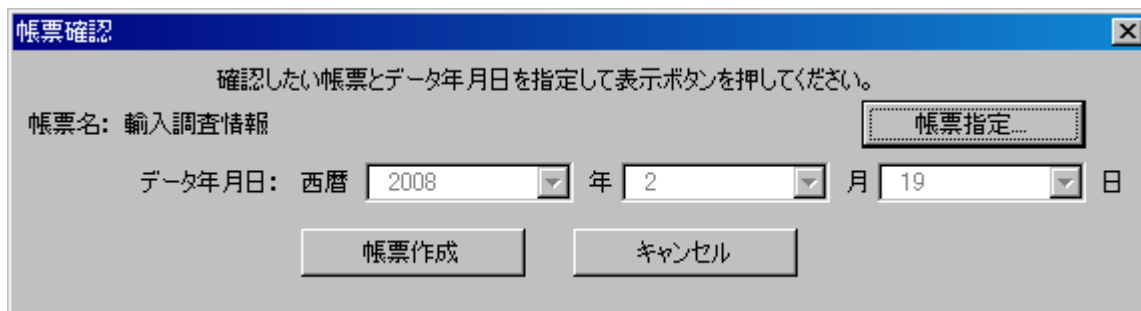 帳票確認
確認したい帳票とデータ年月日を指定して表示ボタンを押してください。
帳票名: 輸入調査情報 帳票指定...
データ年月日: 西暦 2008 年 2 月 19 日
帳票作成 キャンセル